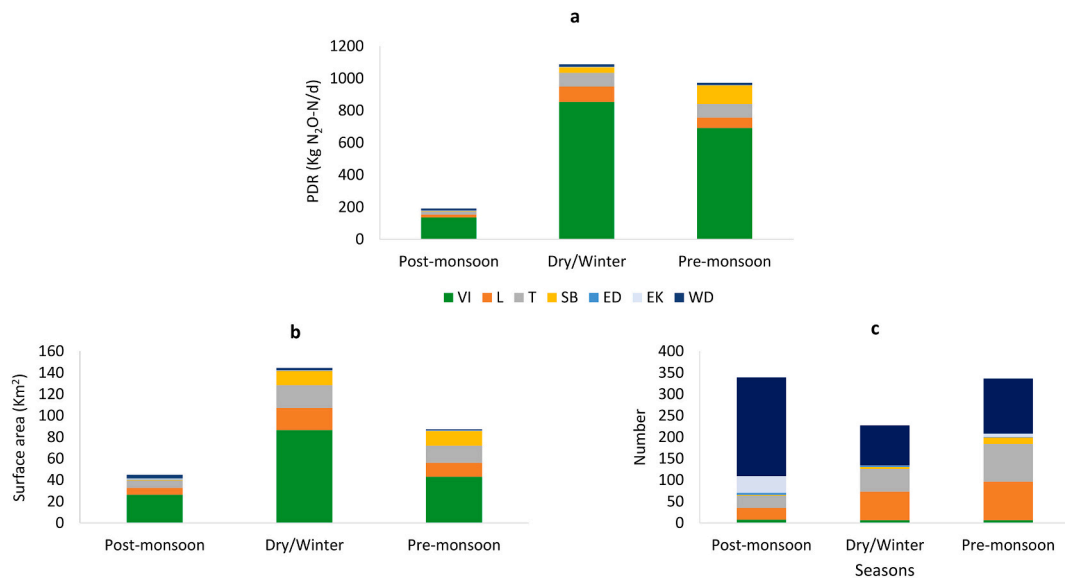 a
1200
1000
800
600
400
200
0
PDR (Kg N₂O-N/d)
Post-monsoon Dry/Winter Pre-monsoon
VI L T SB ED EK WD
b
160
140
120
100
80
60
40
20
0
Surface area (Km²)
Post-monsoon Dry/Winter Pre-monsoon
c
400
350
300
250
200
150
100
50
0
Number
Post-monsoon Dry/Winter Pre-monsoon
Seasons